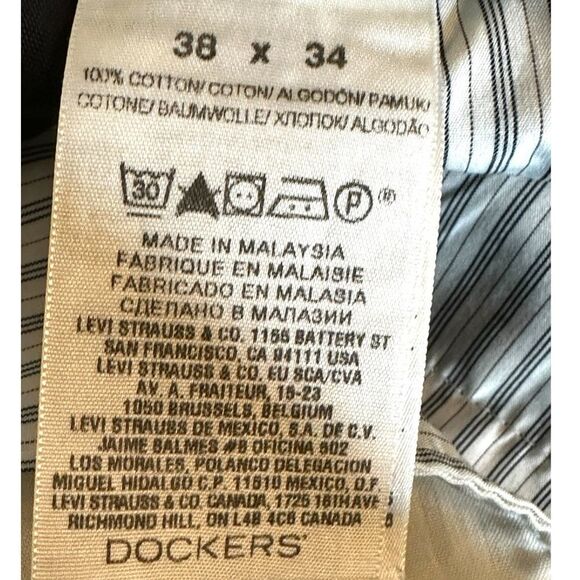 38 x 34
100% COTTON/ COTON/ ALGODÓN/ PAMUK/
COTONE/ BAUMWOLLE/ ХЛОПОК/ ALGODÃO
30 P (®)
MADE IN MALAYSIA
FABRIQUE EN MALAISIE
FABRICADO EN MALASIA
СДЕЛАНО В МАЛАЗИИ
LEVI STRAUSS & CO. 1155 BATTERY ST
SAN FRANCISCO, CA 94111 USA
LEVI STRAUSS & CO. EU SCA/CVA
AV. A. FRAITEUR, 15-23
1050 BRUSSELS, BELGIUM
LEVI STRAUSS DE MEXICO, S.A. DE C.V.
JAIME BALMES #8 OFICINA 502
LOS MORALES, POLANCO DELEGACION
MIGUEL HIDALGO C.P. 11510 MEXICO, D.F.
LEVI STRAUSS & CO. CANADA, 1725 16TH AVE
RICHMOND HILL, ON L4B 4C6 CANADA
DOCKERS®